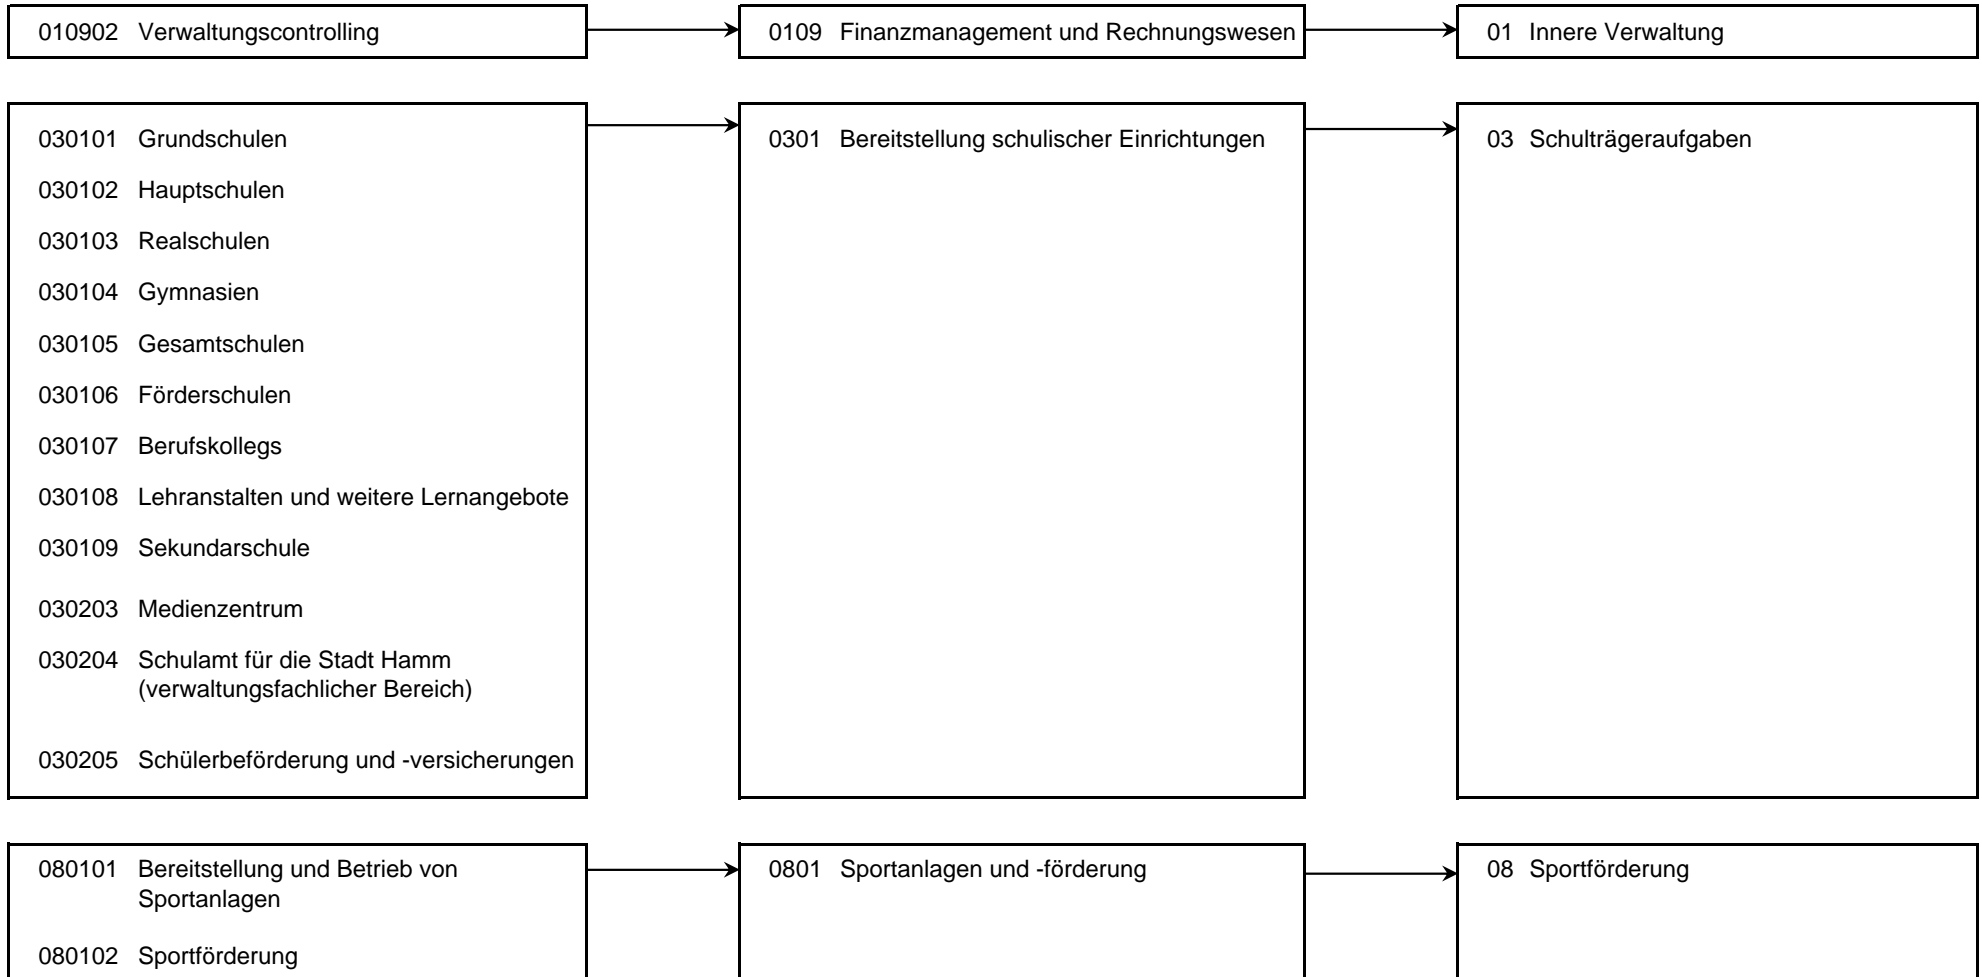 010902 Verwaltungscontrolling
0109 Finanzmanagement und Rechnungswesen
01 Innere Verwaltung
030101 Grundschulen
030102 Hauptschulen
030103 Realschulen
030104 Gymnasien
030105 Gesamtschulen
030106 Förderschulen
030107 Berufskollegs
030108 Lehranstalten und weitere Lernangebote
030109 Sekundarschule
030203 Medienzentrum
030204 Schulamt für die Stadt Hamm
(verwaltungsfachlicher Bereich)
030205 Schülerbeförderung und -versicherungen
0301 Bereitstellung schulischer Einrichtungen
03 Schulträgeraufgaben
080101 Bereitstellung und Betrieb von
Sportanlagen
080102 Sportförderung
0801 Sportanlagen und -förderung
08 Sportförderung